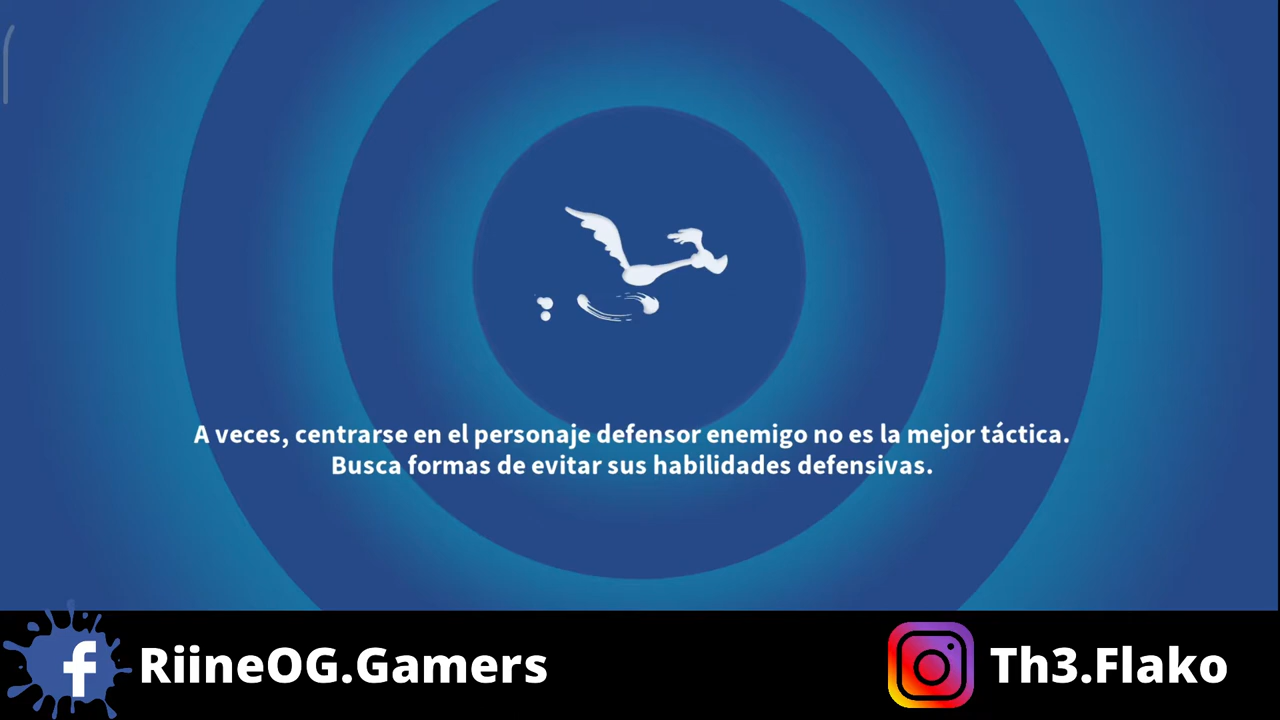 A veces, centrarse en el personaje defensor enemigo no es la mejor táctica.
Busca formas de evitar sus habilidades defensivas.
RiineOG.Gamers
Th3.Flako